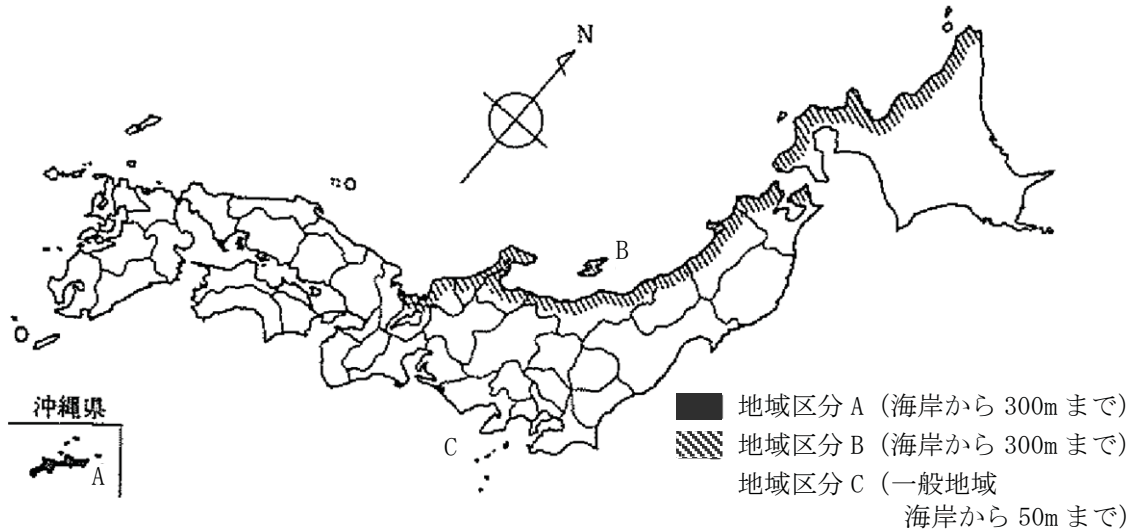 N
B
沖縄県
A
C
地域区分 A (海岸から 300m まで)
地域区分 B (海岸から 300m まで)
地域区分 C (一般地域
海岸から 50m まで)